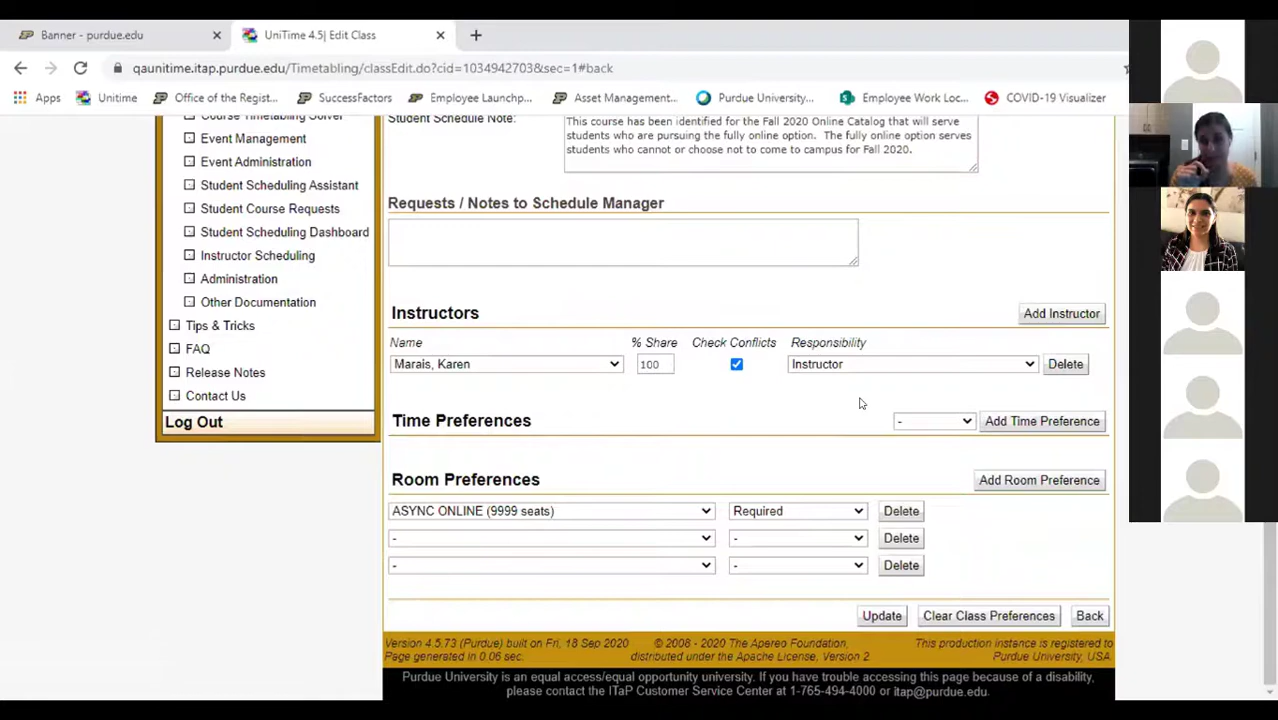 Banner - purdue.edu
UniTime 4.5| Edit Class
qaunitime.itap.purdue.edu/Timetabling/classEdit.do?cid=1034942703&sec=1#back
Apps Unitime Office of the Regist... SuccessFactors Employee Launchp... Asset Management... Purdue University... Employee Work Loc... COVID-19 Visualizer
Course Timetabling Solver
Event Management
Event Administration
Student Scheduling Assistant
Student Course Requests
Student Scheduling Dashboard
Instructor Scheduling
Administration
Other Documentation
Tips & Tricks
FAQ
Release Notes
Contact Us
Log Out
Student Schedule Note:
This course has been identified for the Fall 2020 Online Catalog that will serve
students who are pursuing the fully online option. The fully online option serves
students who cannot or choose not to come to campus for Fall 2020.
Requests / Notes to Schedule Manager
Instructors Add Instructor
Name % Share Check Conflicts Responsibility
Marais, Karen 100 Instructor Delete
Time Preferences - Add Time Preference
Room Preferences Add Room Preference
ASYNC ONLINE (9999 seats) Required Delete
- - Delete
- - Delete
Update Clear Class Preferences Back
Version 4.5.73 (Purdue) built on Fri, 18 Sep 2020 © 2008 - 2020 The Apereo Foundation, This production instance is registered to
Page generated in 0.06 sec. distributed under the Apache License, Version 2 Purdue University, USA.
Purdue University is an equal access/equal opportunity university. If you have trouble accessing this page because of a disability,
please contact the ITaP Customer Service Center at 1-765-494-4000 or itap@purdue.edu.